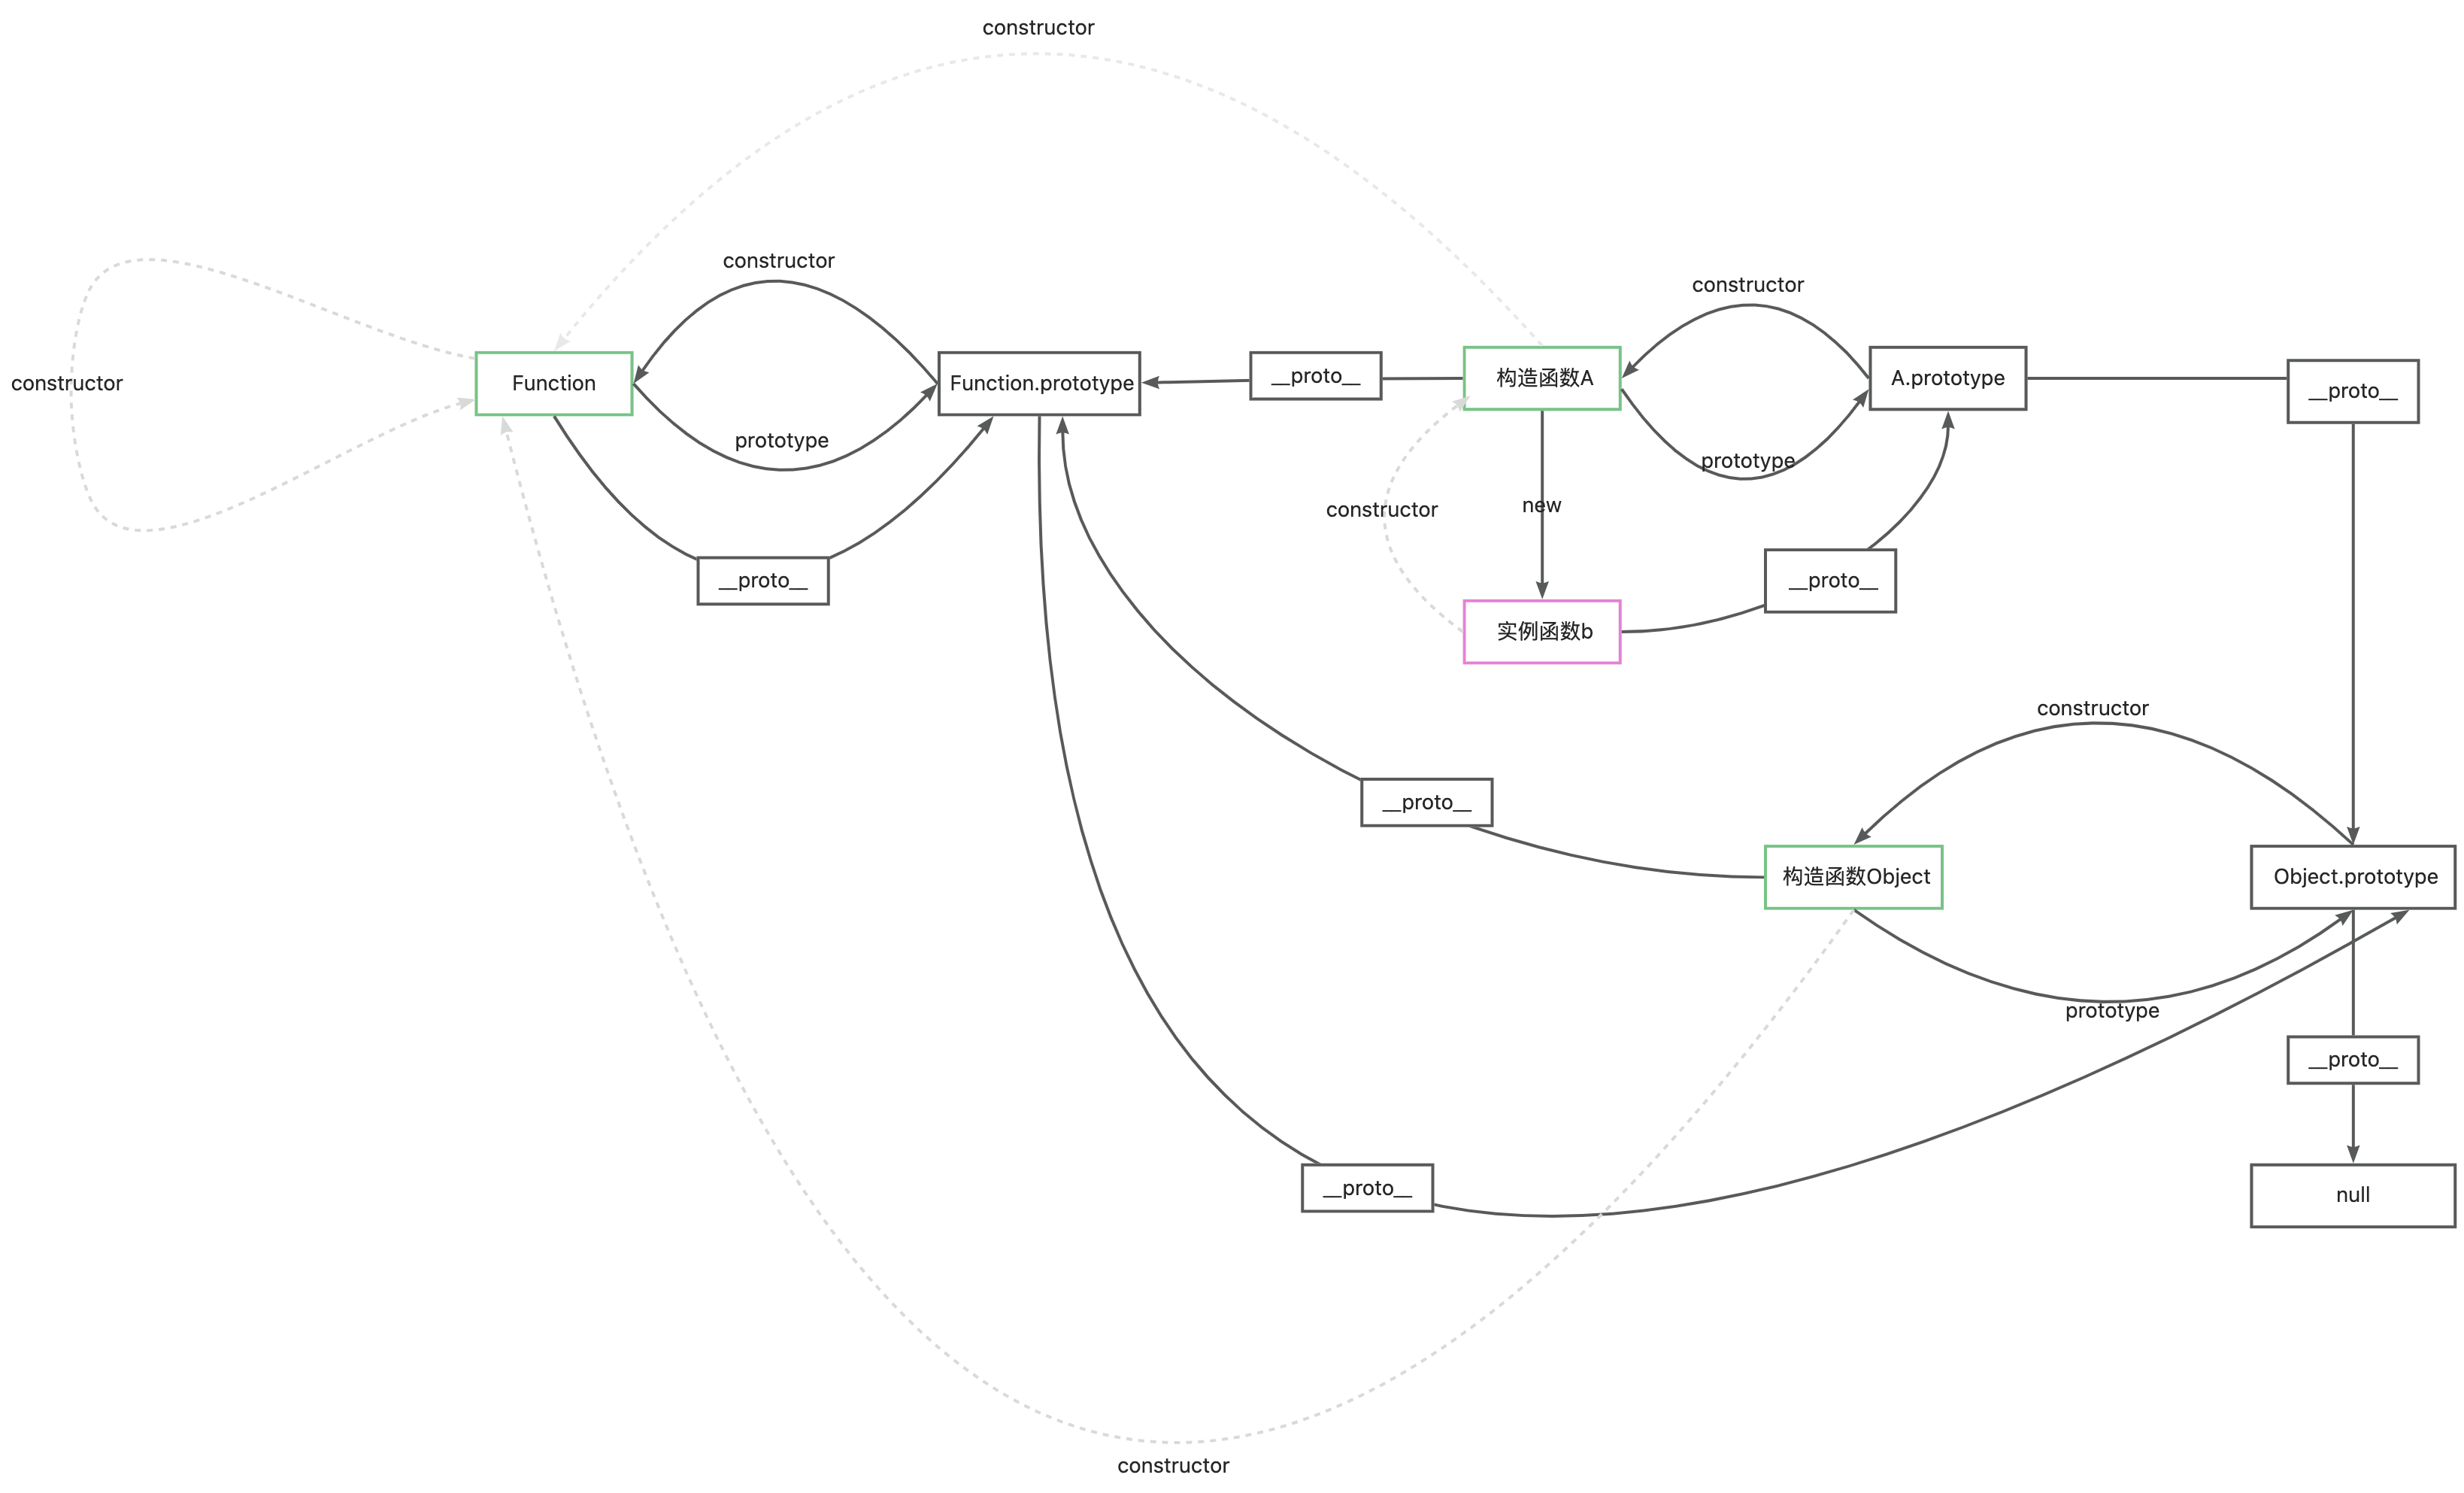 constructor
constructor
constructor
constructor
Function
Function.prototype
__proto__
构造函数A
A.prototype
__proto__
prototype
prototype
constructor
new
__proto__
__proto__
实例函数b
constructor
__proto__
构造函数Object
Object.prototype
prototype
__proto__
__proto__
null
constructor